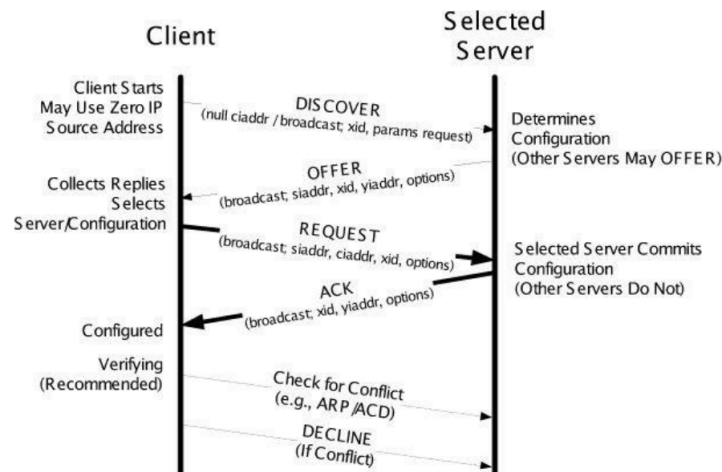 Client
Selected
Server
Client Starts
May Use Zero IP
Source Address
DISCOVER
(null ciaddr / broadcast; xid, params request)
Determines
Configuration
(Other Servers May OFFER)
OFFER
(broadcast; siaddr, xid, yiaddr, options)
Collects Replies
Selects
Server/Configuration
REQUEST
(broadcast; siaddr, ciaddr, xid, options)
Selected Server Commits
Configuration
(Other Servers Do Not)
ACK
(broadcast; xid, yiaddr, options)
Configured
Verifying
(Recommended)
Check for Conflict
(e.g., ARP/ACD)
DECLINE
(If Conflict)